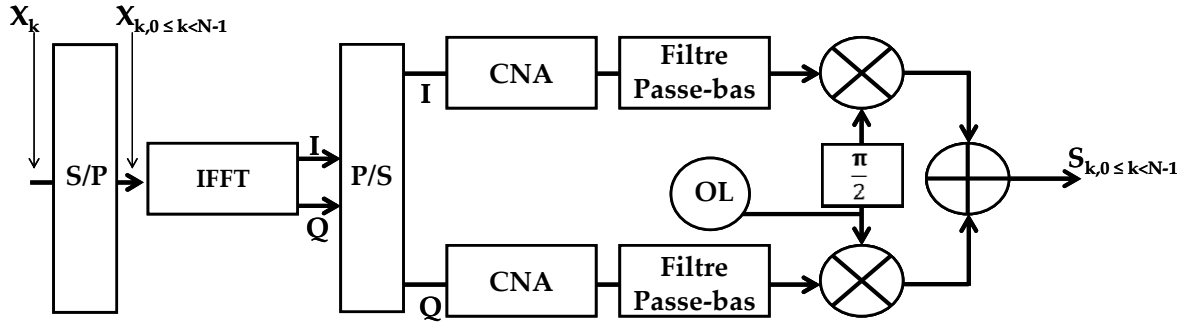 X_k
X_{k,0 ≤ k<N-1}
S/P
IFFT
I
Q
P/S
I
CNA
Filtre
Passe-bas
π
2
OL
S_{k,0 ≤ k<N-1}
Q
CNA
Filtre
Passe-bas